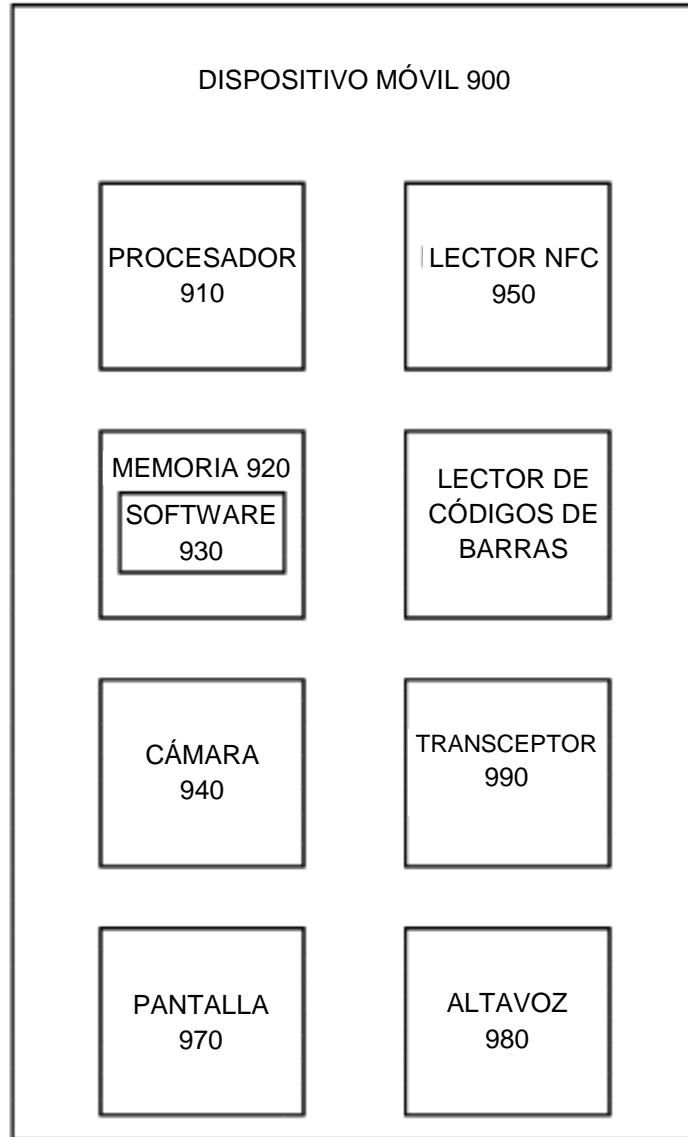 DISPOSITIVO MÓVIL 900
PROCESADOR
910
LECTOR NFC
950
MEMORIA 920
SOFTWARE
930
LECTOR DE
CÓDIGOS DE
BARRAS
CÁMARA
940
TRANSCEPTOR
990
PANTALLA
970
ALTAVOZ
980